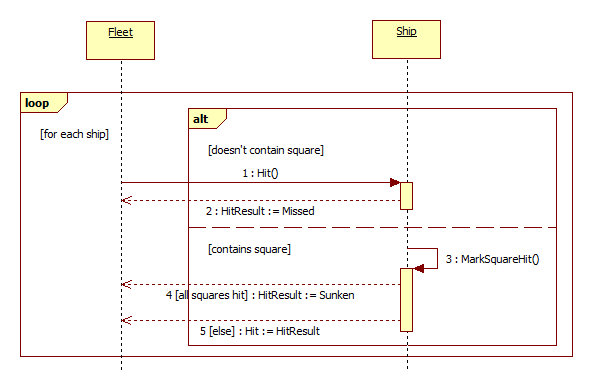 Fleet
Ship
loop
alt
[for each ship]
[doesn't contain square]
1 : Hit()
2 : HitResult := Missed
[contains square]
3 : MarkSquareHit()
4 [all squares hit] : HitResult := Sunken
5 [else] : Hit := HitResult